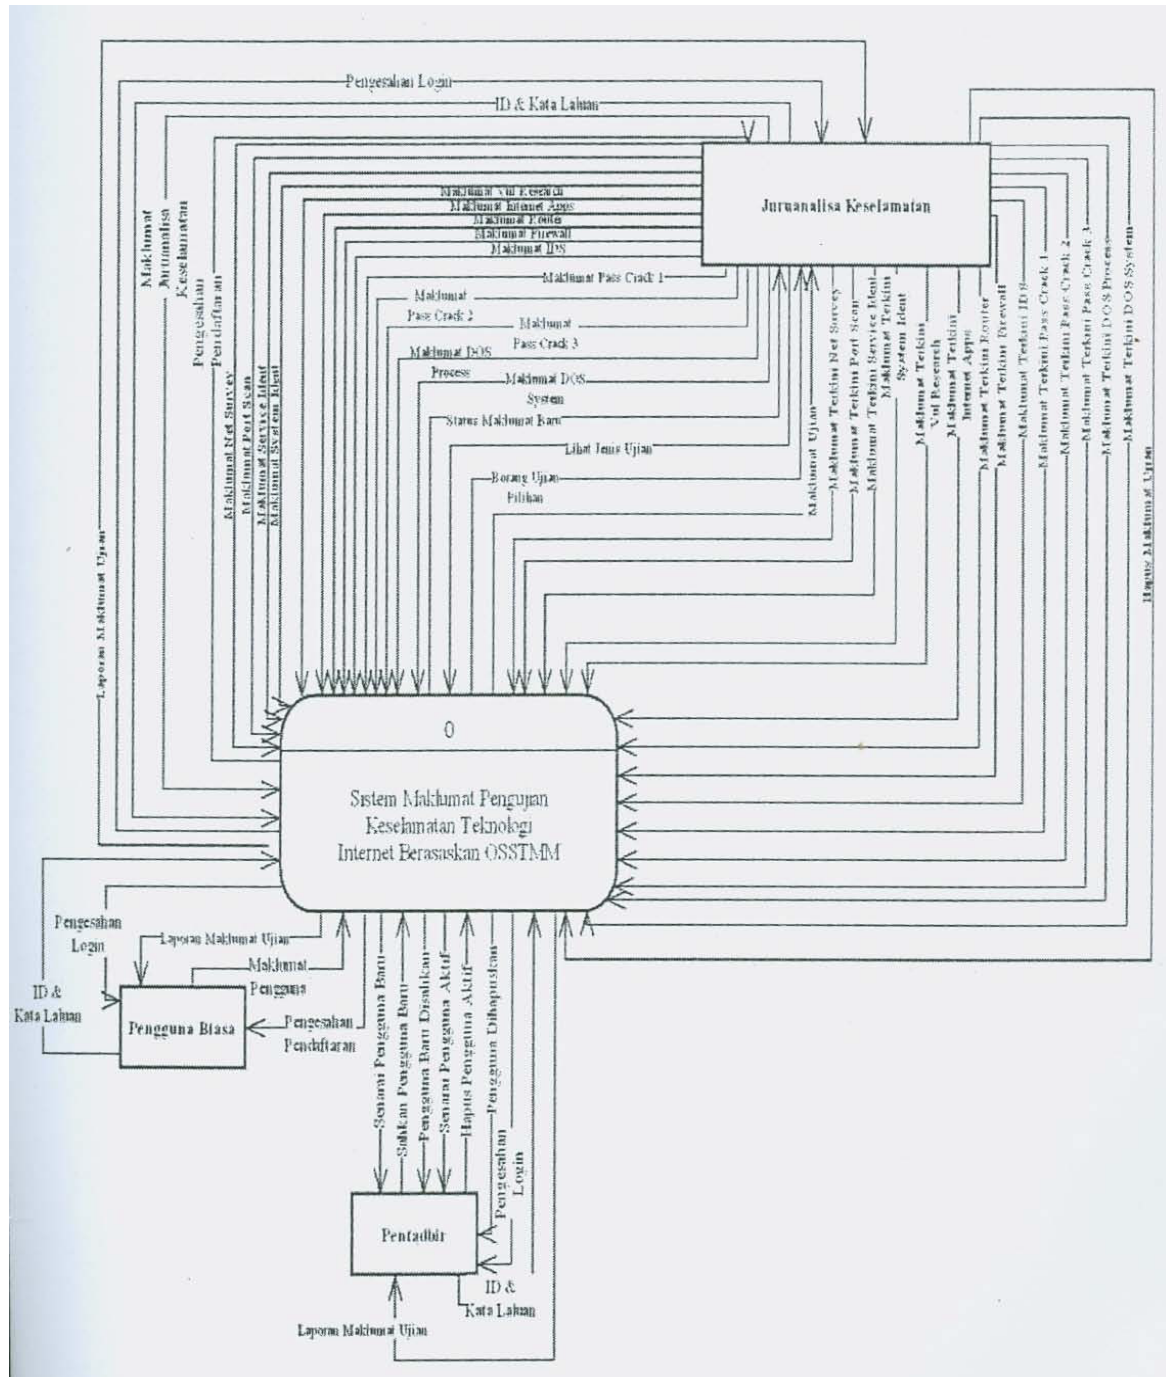 Pengesahan Login
ID & Kata Laluan
Juruanalisa Keselamatan
Maklumat
Juruanalisa
Keselamatan
Pengesahan
Pendaftaran
Maklumat Vul Research
Maklumat Internet Apps
Maklumat Router
Maklumat Firewall
Maklumat IDS
Maklumat Pass Crack 1
Maklumat
Pass Crack 2
Maklumat
Pass Crack 3
Maklumat DOS
Process
Maklumat DOS
System
Status Maklumat Baru
Lihat Jenis Ujian
Borang Ujian
Pilihan
Maklumat Net Survey
Maklumat Port Scan
Maklumat Service Ident
Maklumat System Ident
Maklumat Ujian
Maklumat Terkini Net Survey
Maklumat Terkini Port Scan
Maklumat Terkini Service Ident
Maklumat Terkini
System Ident
Maklumat Terkini
Vul Research
Maklumat Terkini
Internet Apps
Maklumat Terkini Router
Maklumat Terkini Firewall
Maklumat Terkini IDS
Maklumat Terkini Pass Crack 1
Maklumat Terkini Pass Crack 2
Maklumat Terkini Pass Crack 3
Maklumat Terkini DOS Process
Maklumat Terkini DOS System
Hapus Maklumat Ujian
Laporan Maklumat Ujian
0
Sistem Maklumat Pengujian
Keselamatan Teknologi
Internet Berasaskan OSSTMM
Pengesahan
Login
Laporan Maklumat Ujian
Maklumat
Pengguna
ID &
Kata Laluan
Pengguna Biasa
Pengesahan
Pendaftaran
Senarai Pengguna Baru
Sahkan Pengguna Baru
Pengguna Baru Disahkan
Senarai Pengguna Aktif
Hapus Pengguna Aktif
Pengguna Dihapuskan
Pengesahan
Login
Pentadbir
ID &
Kata Laluan
Laporan Maklumat Ujian